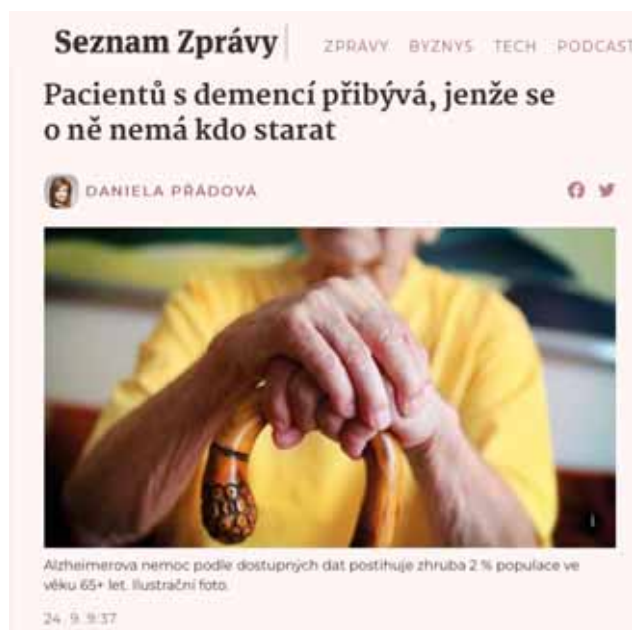 Seznam Zprávy
ZPRÁVY BYZNYS TECH PODCAST
Pacientů s demencí přibývá, jenže se
o ně nemá kdo starat
DANIELA PŘÁDOVÁ
Alzheimerova nemoc podle dostupných dat postihuje zhruba 2 % populace ve
věku 65+ let. Ilustrační foto.
24. 9. 9:37